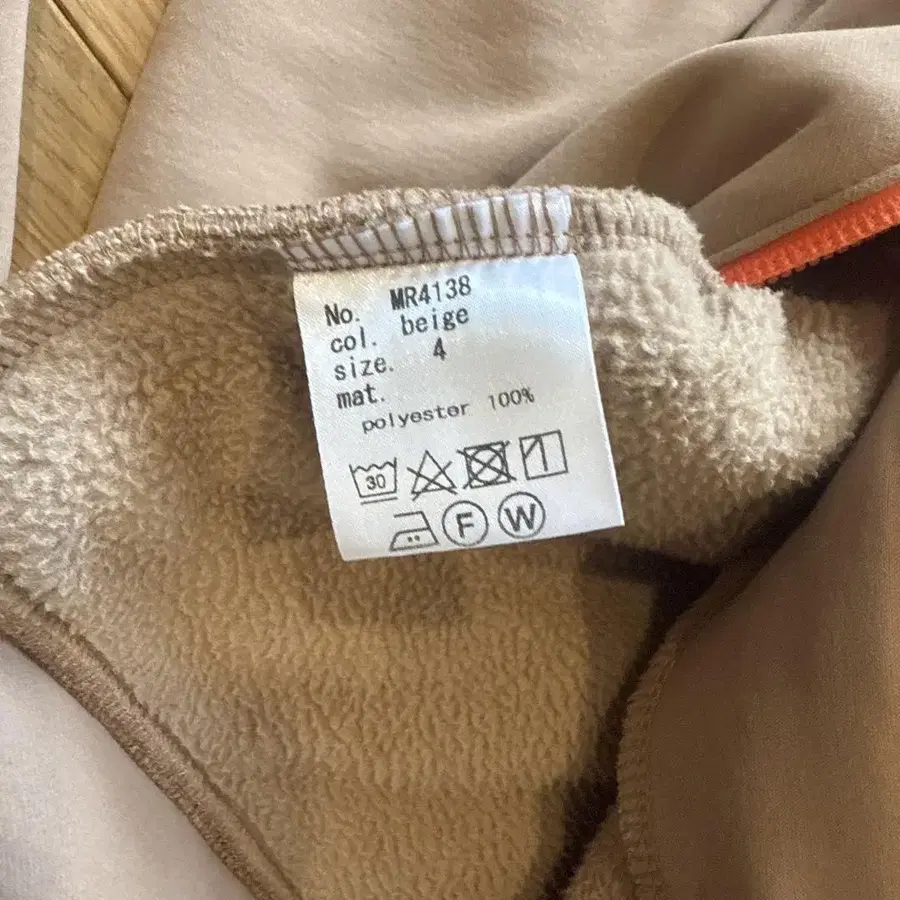 No. MR4138
col. beige
size. 4
mat.
polyester 100%
30
F W